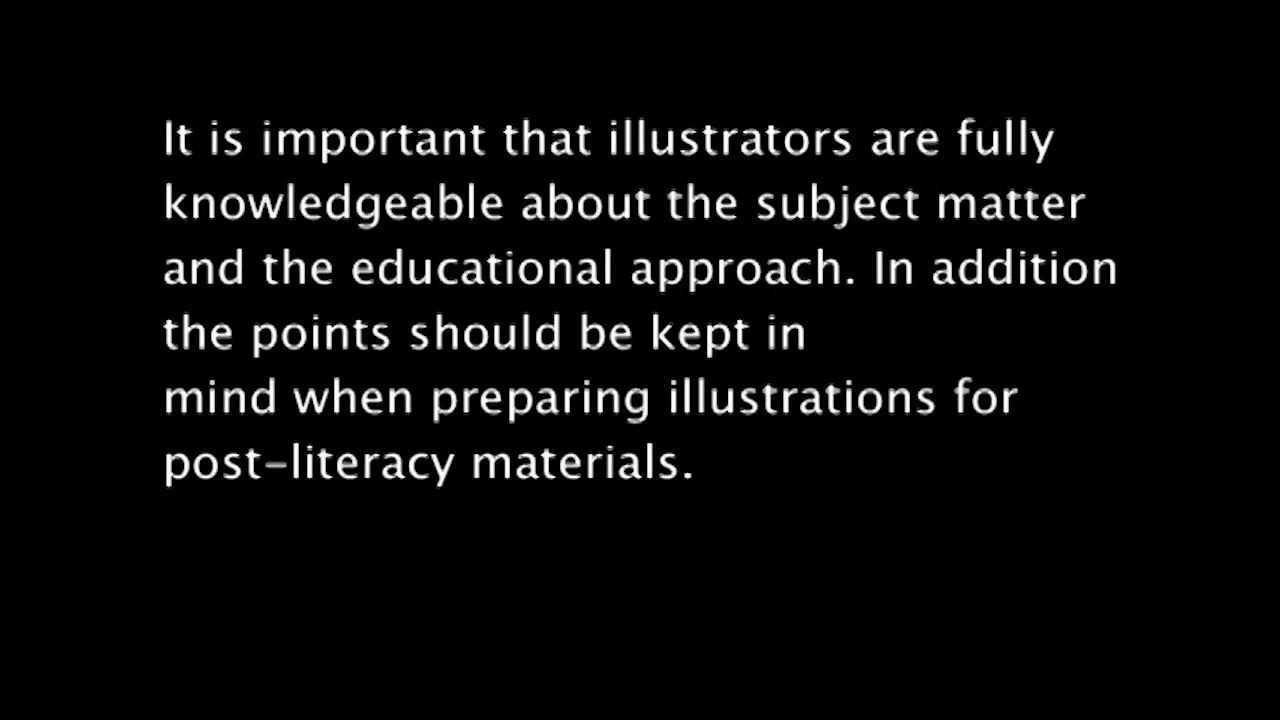 It is important that illustrators are fully
knowledgeable about the subject matter
and the educational approach. In addition
the points should be kept in
mind when preparing illustrations for
post-literacy materials.